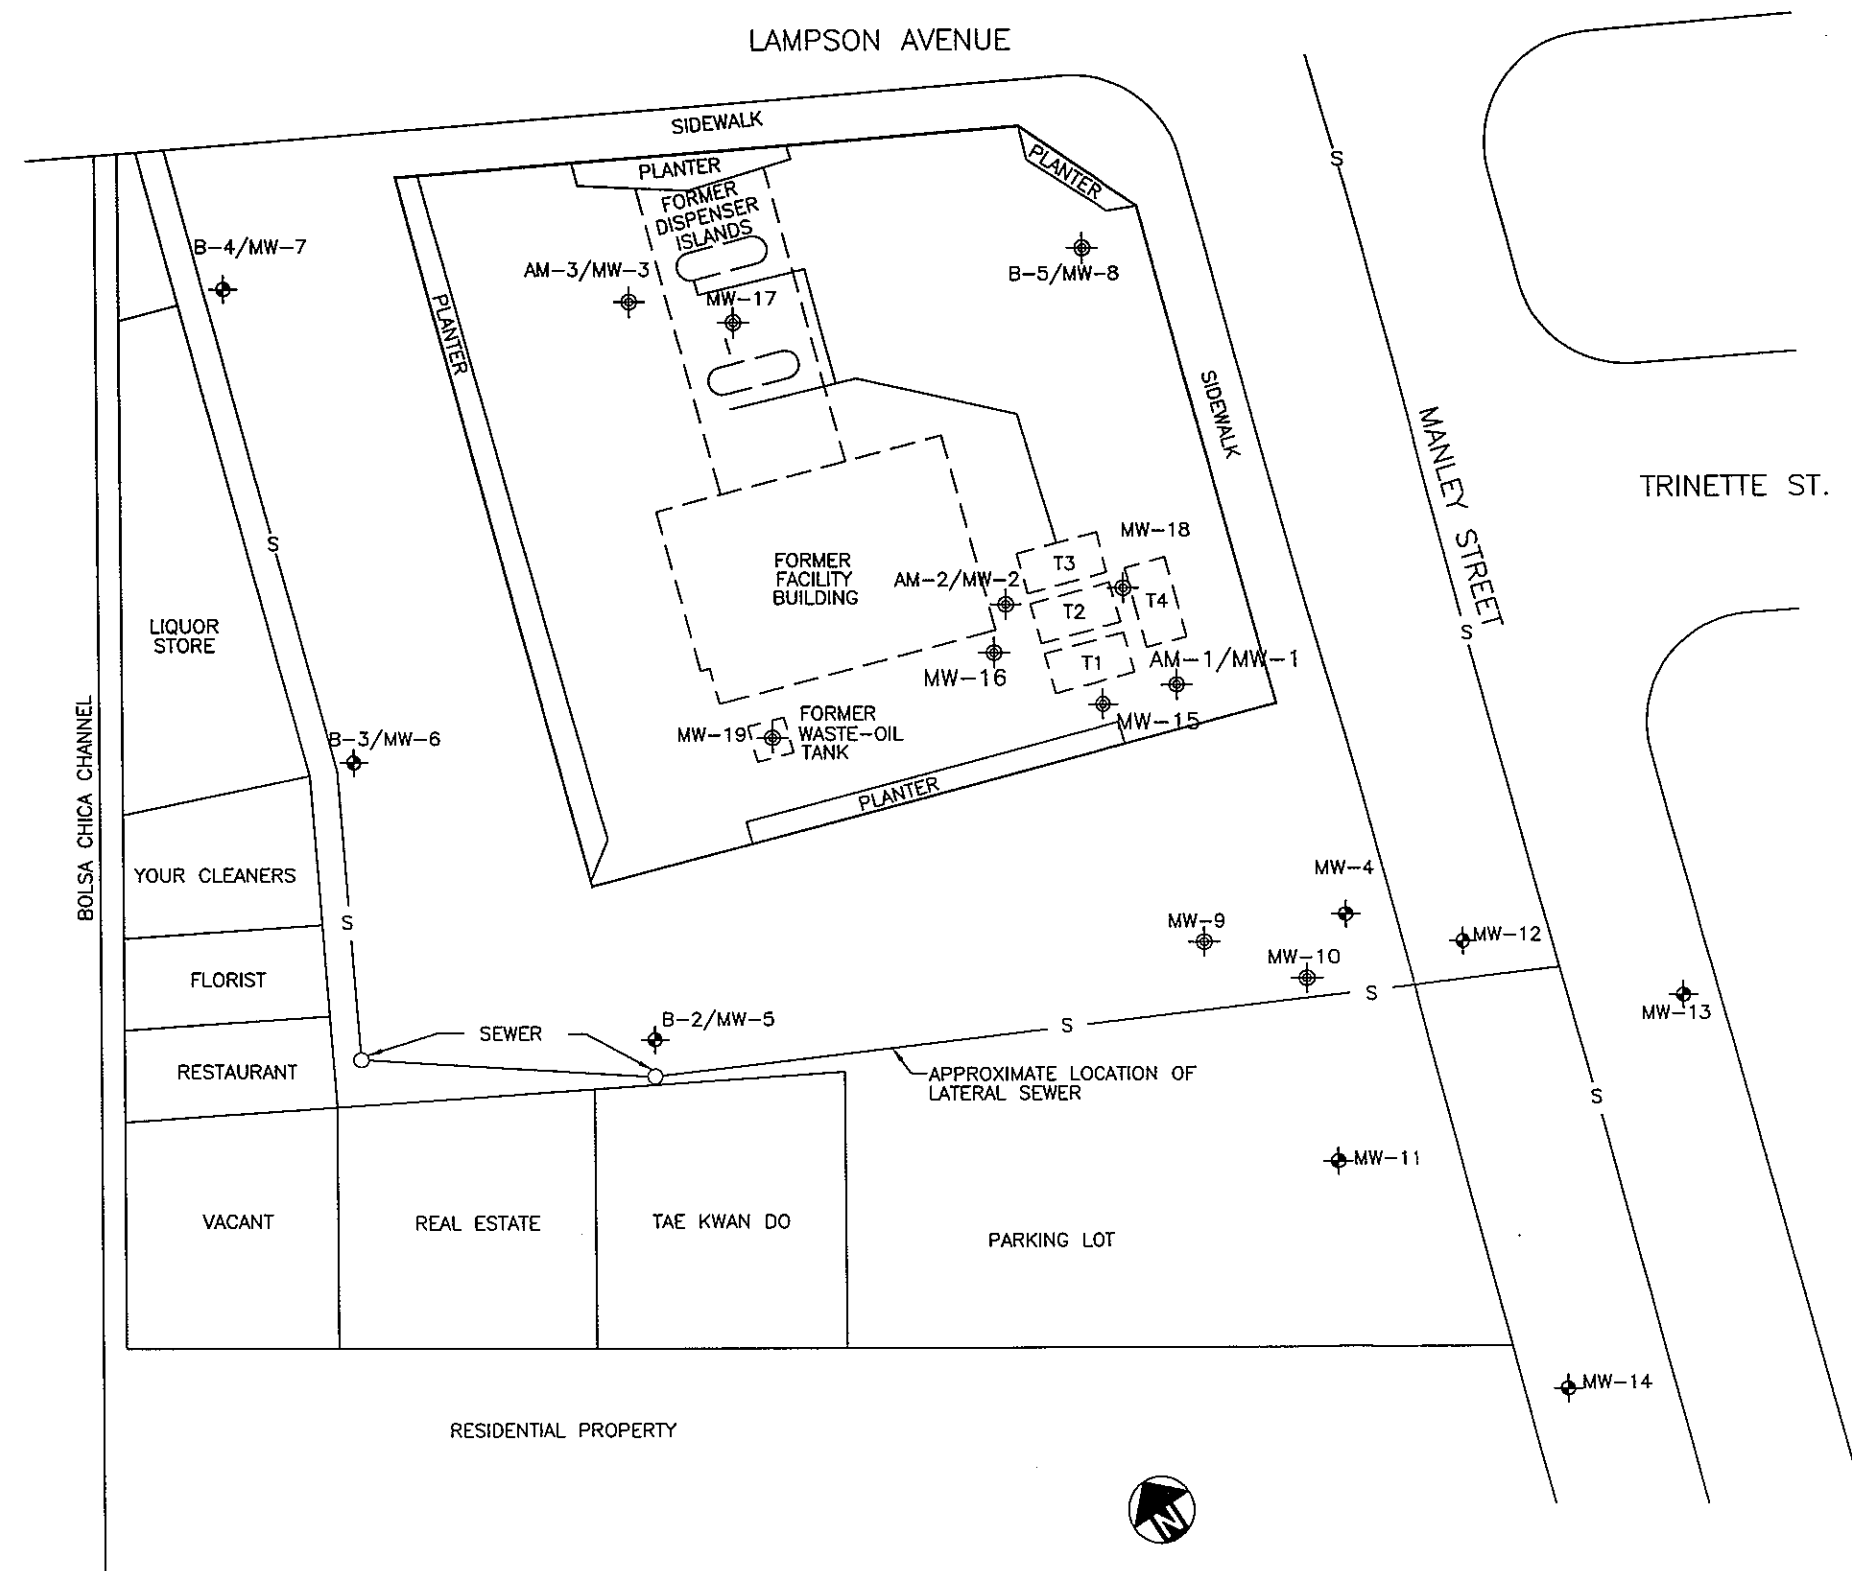 LAMPSON AVENUE
SIDEWALK
PLANTER
PLANTER
FORMER
DISPENSER
ISLANDS
B-4/MW-7
AM-3/MW-3
MW-17
B-5/MW-8
PLANTER
SIDEWALK
S
MANLEY STREET
TRINETTE ST.
S
MW-18
FORMER
FACILITY
BUILDING
T3
AM-2/MW-2
T2
T4
LIQUOR
STORE
S
T1
AM-1/MW-1
MW-16
MW-15
BOLSA CHICA CHANNEL
B-3/MW-6
MW-19
FORMER
WASTE-OIL
TANK
PLANTER
YOUR CLEANERS
MW-4
S
MW-9
MW-12
MW-10
FLORIST
S
MW-13
B-2/MW-5
SEWER
S
RESTAURANT
APPROXIMATE LOCATION OF
LATERAL SEWER
S
MW-11
VACANT
REAL ESTATE
TAE KWAN DO
PARKING LOT
MW-14
RESIDENTIAL PROPERTY
N